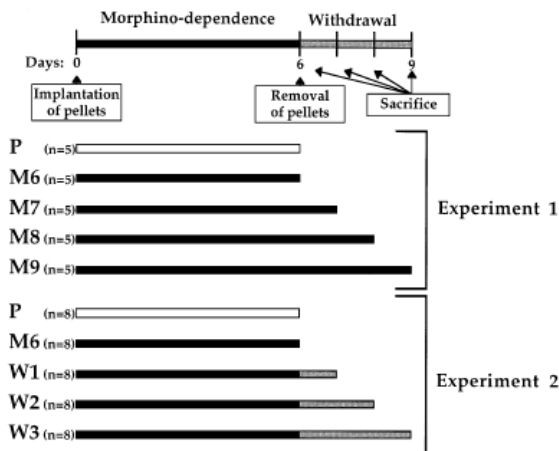 Morphino-dependence Withdrawal
Days: 0 6 9
Implantation of pellets
Removal of pellets
Sacrifice
P (n=5)
M6 (n=5)
M7 (n=5)
M8 (n=5)
M9 (n=5)
Experiment 1
P (n=8)
M6 (n=8)
W1 (n=8)
W2 (n=8)
W3 (n=8)
Experiment 2